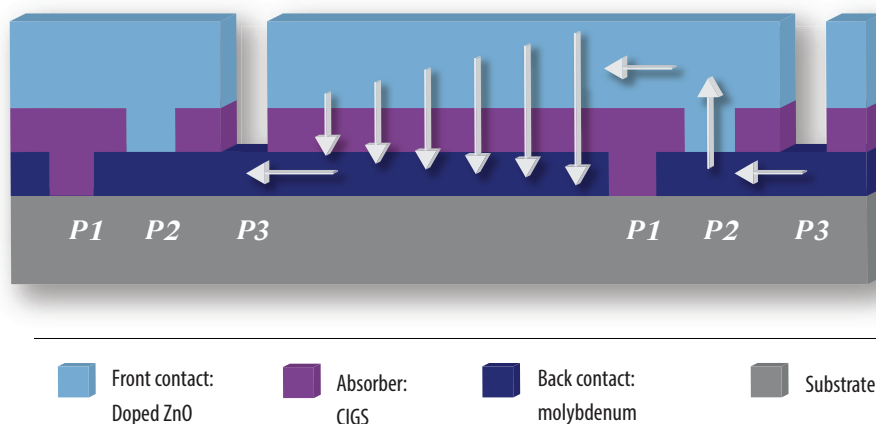 P1 P2 P3 P1 P2 P3
Front contact:
Doped ZnO
Absorber:
CIGS
Back contact:
molybdenum
Substrate